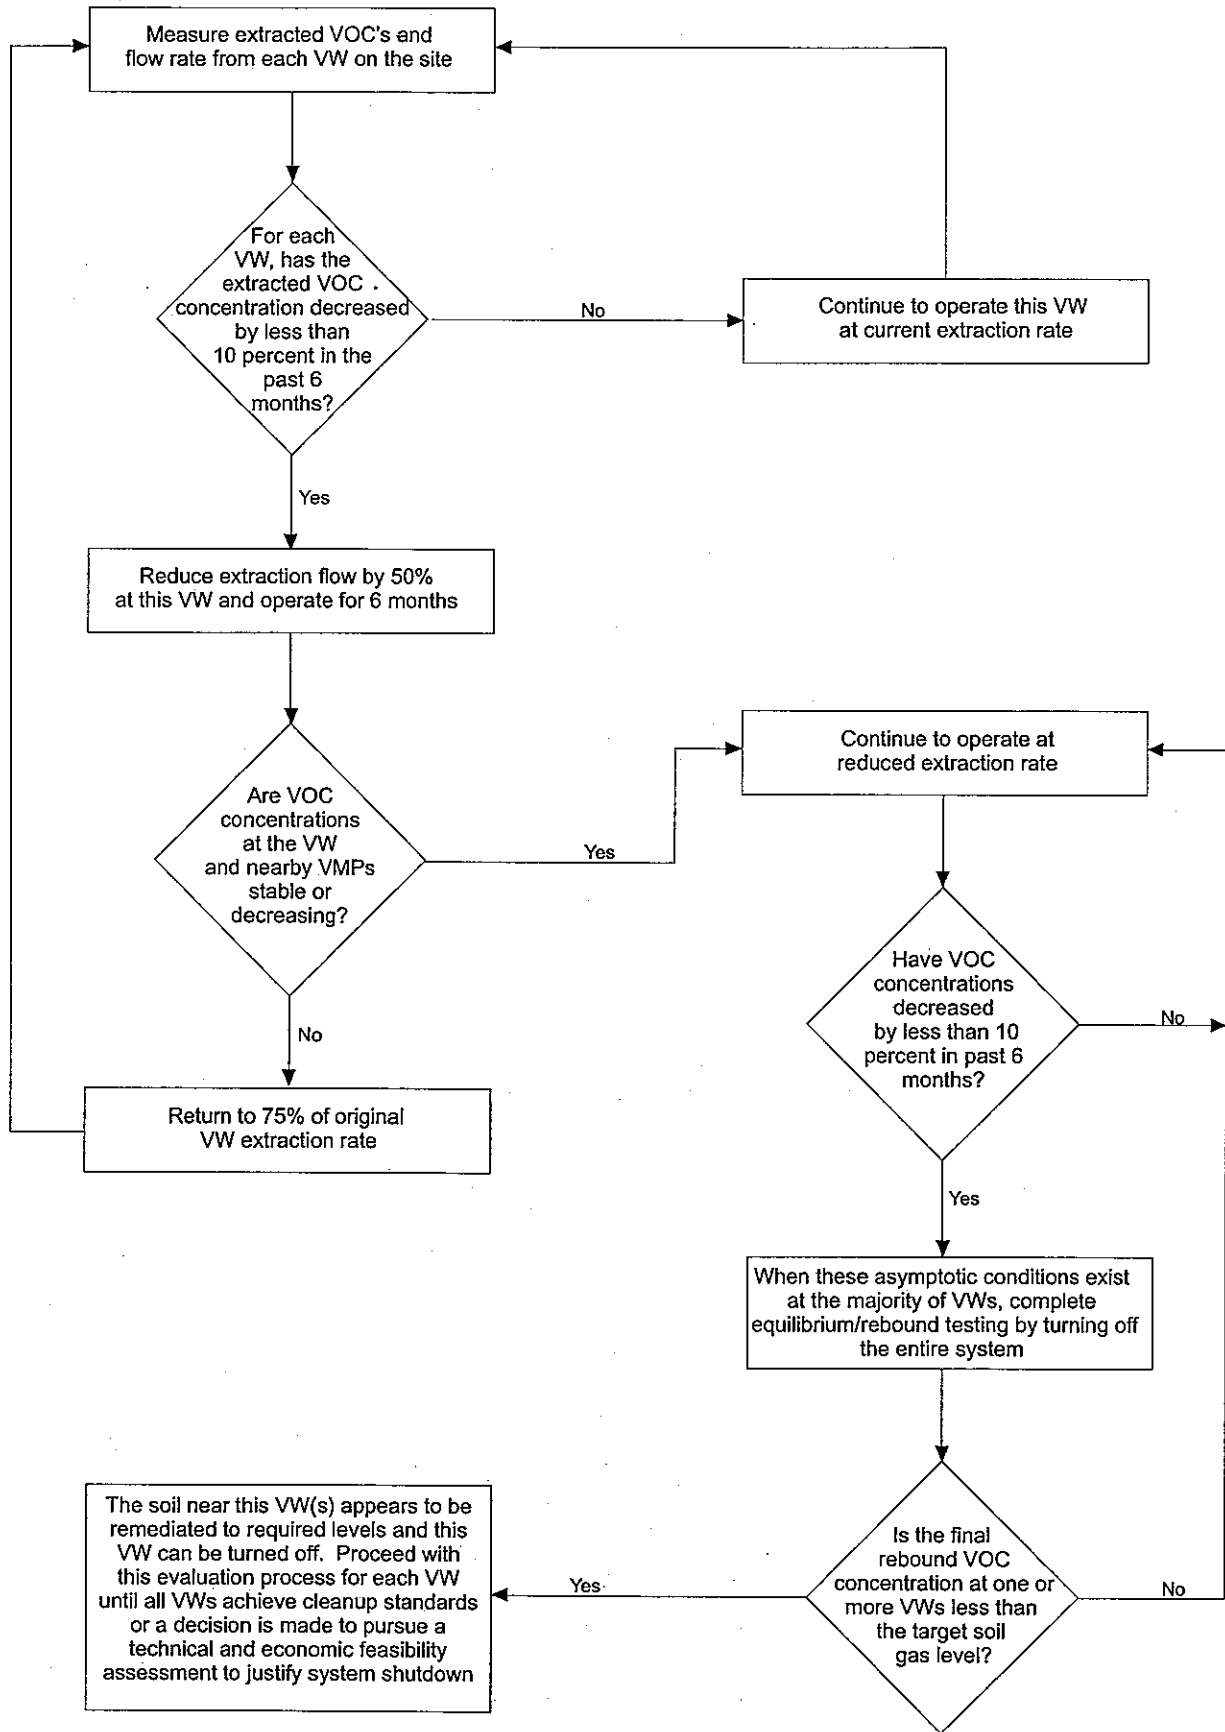 Measure extracted VOC's and
flow rate from each VW on the site
For each
VW, has the
extracted VOC
concentration decreased
by less than
10 percent in the
past 6
months?
No
Continue to operate this VW
at current extraction rate
Yes
Reduce extraction flow by 50%
at this VW and operate for 6 months
Are VOC
concentrations
at the VW
and nearby VMPs
stable or
decreasing?
Yes
Continue to operate at
reduced extraction rate
No
Return to 75% of original
VW extraction rate
Have VOC
concentrations
decreased
by less than 10
percent in past 6
months?
No
Yes
When these asymptotic conditions exist
at the majority of VWs, complete
equilibrium/rebound testing by turning off
the entire system
Is the final
rebound VOC
concentration at one or
more VWs less than
the target soil
gas level?
No
Yes
The soil near this VW(s) appears to be
remediated to required levels and this
VW can be turned off. Proceed with
this evaluation process for each VW
until all VWs achieve cleanup standards
or a decision is made to pursue a
technical and economic feasibility
assessment to justify system shutdown